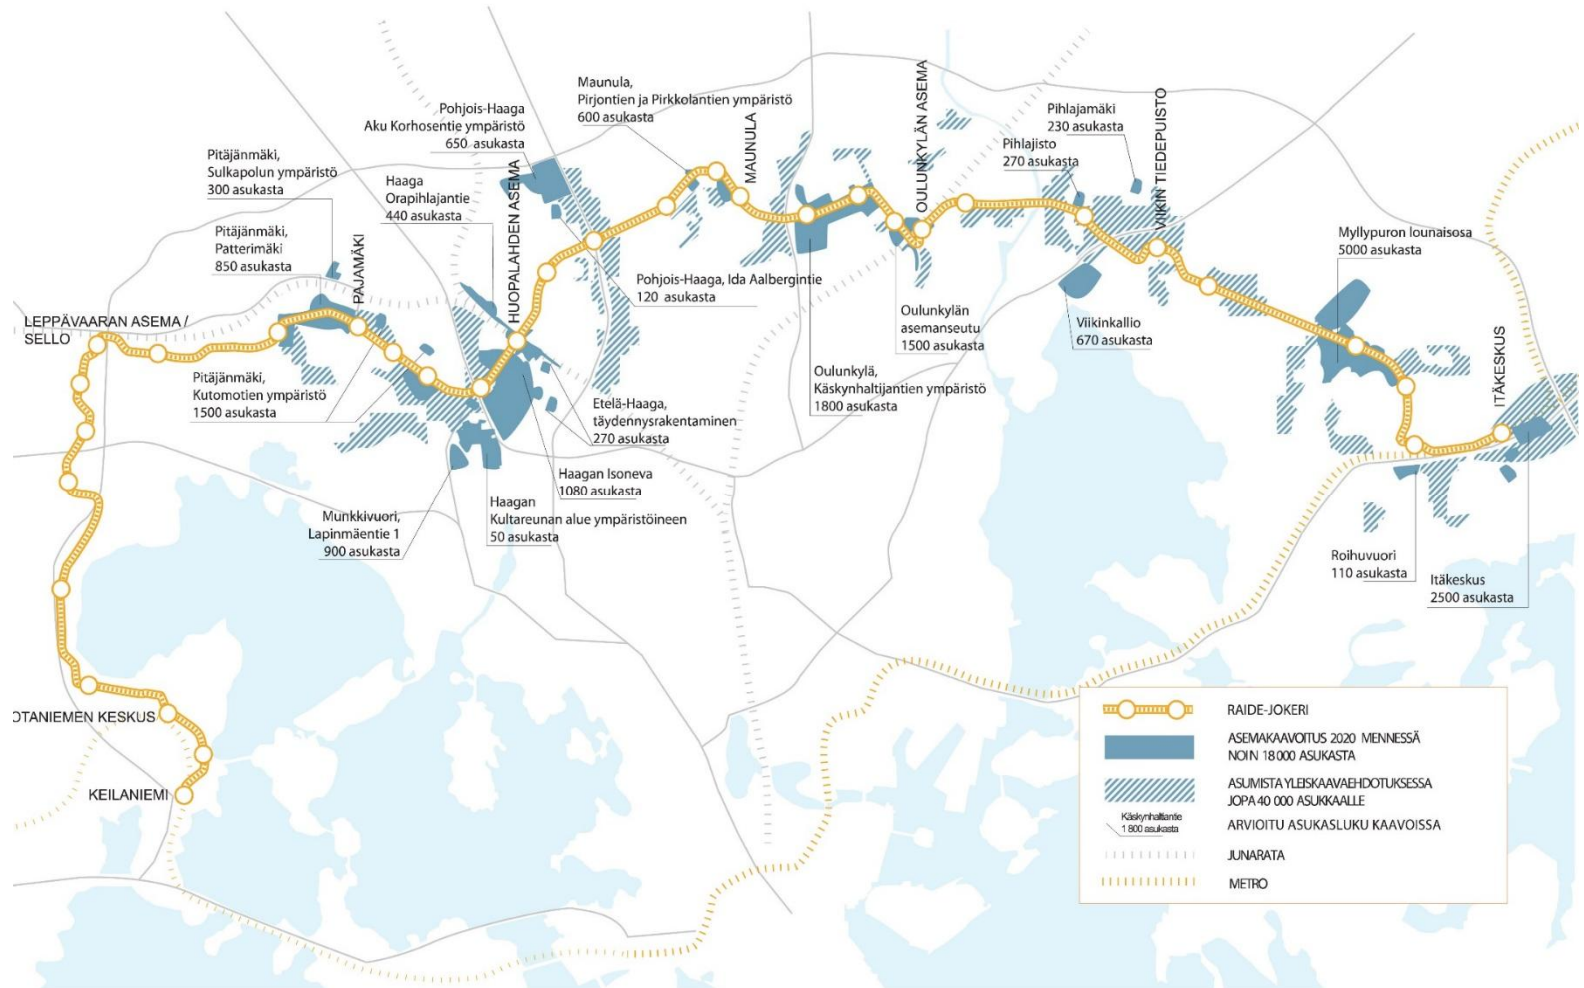 Maunula,
Pirjontien ja Pirkkolantien ympäristö
600 asukasta
Pohjois-Haaga
Aku Korhosentie ympäristö
650 asukasta
Pitäjänmäki,
Sulkapolun ympäristö
300 asukasta
Haaga
Orapihlajantie
440 asukasta
Pitäjänmäki,
Patterimäki
850 asukasta
PAJAMÄKI
HUOPALAHDEN ASEMA
MAUNULA
OULUNKYLÄN ASEMA
Pihlajamäki
230 asukasta
Pihlajisto
270 asukasta
VIIKIN TIEDEPUISTO
Myllypuron lounaisosa
5000 asukasta
Pohjois-Haaga, Ida Aalbergintie
120 asukasta
LEPPÄVAARAN ASEMA /
SELLO
Oulunkylän
asemanseutu
1500 asukasta
Viikinkallio
670 asukasta
ITÄKESKUS
Pitäjänmäki,
Kutomotien ympäristö
1500 asukasta
Oulunkylä,
Käskynhaltijantien ympäristö
1800 asukasta
Etelä-Haaga,
täydennysrakentaminen
270 asukasta
Haagan Isoneva
1080 asukasta
Munkkivuori,
Lapinmäentie 1
900 asukasta
Haagan
Kultareunan alue ympäristöineen
50 asukasta
Roihuvuori
110 asukasta
Itäkeskus
2500 asukasta
OTANIEMEN KESKUS
KEILANIEMI
RAIDE-JOKERI
ASEMAKAAVOITUS 2020 MENNESSÄ
NOIN 18 000 ASUKASTA
ASUMISTA YLEISKAAVAEHDOTUKSESSA
JOPA 40 000 ASUKKAALLE
Käskynhaltiantie
1 800 asukasta
ARVIOITU ASUKASLUKU KAAVOISSA
JUNARATA
METRO